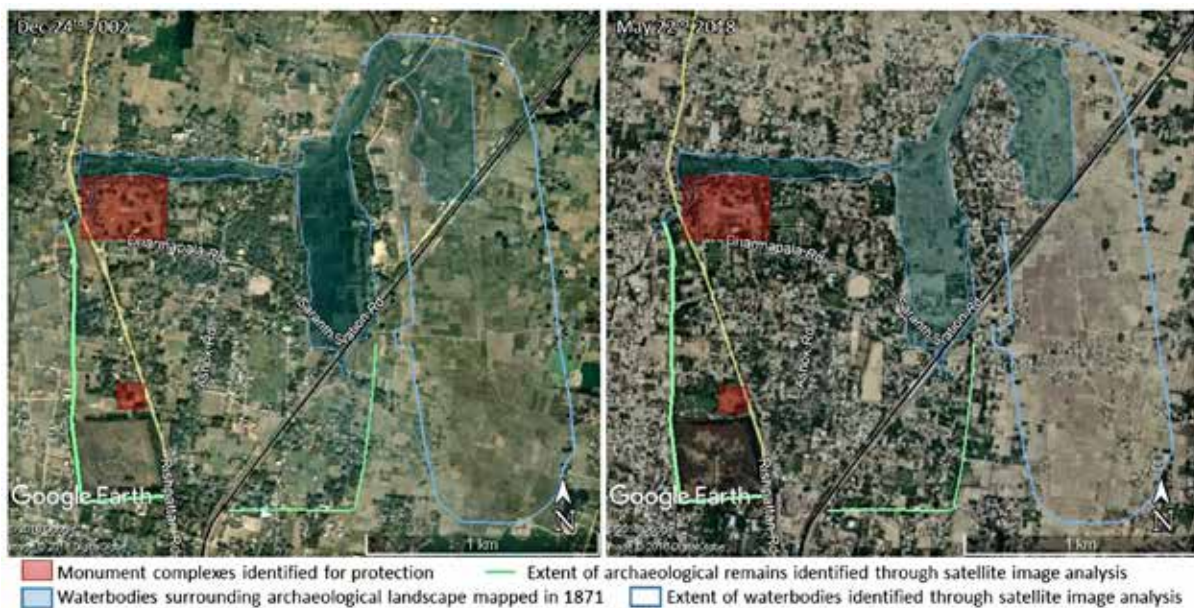 Dec 24th 2002
Dharmapala Rd
Sarnath Station Rd
Ashok Rd
Google Earth
N
1 km
May 22nd 2018
Dharmapala Rd
Sarnath Station Rd
Ashok Rd
Google Earth
N
1 km
Monument complexes identified for protection
Extent of archaeological remains identified through satellite image analysis
Waterbodies surrounding archaeological landscape mapped in 1871
Extent of waterbodies identified through satellite image analysis